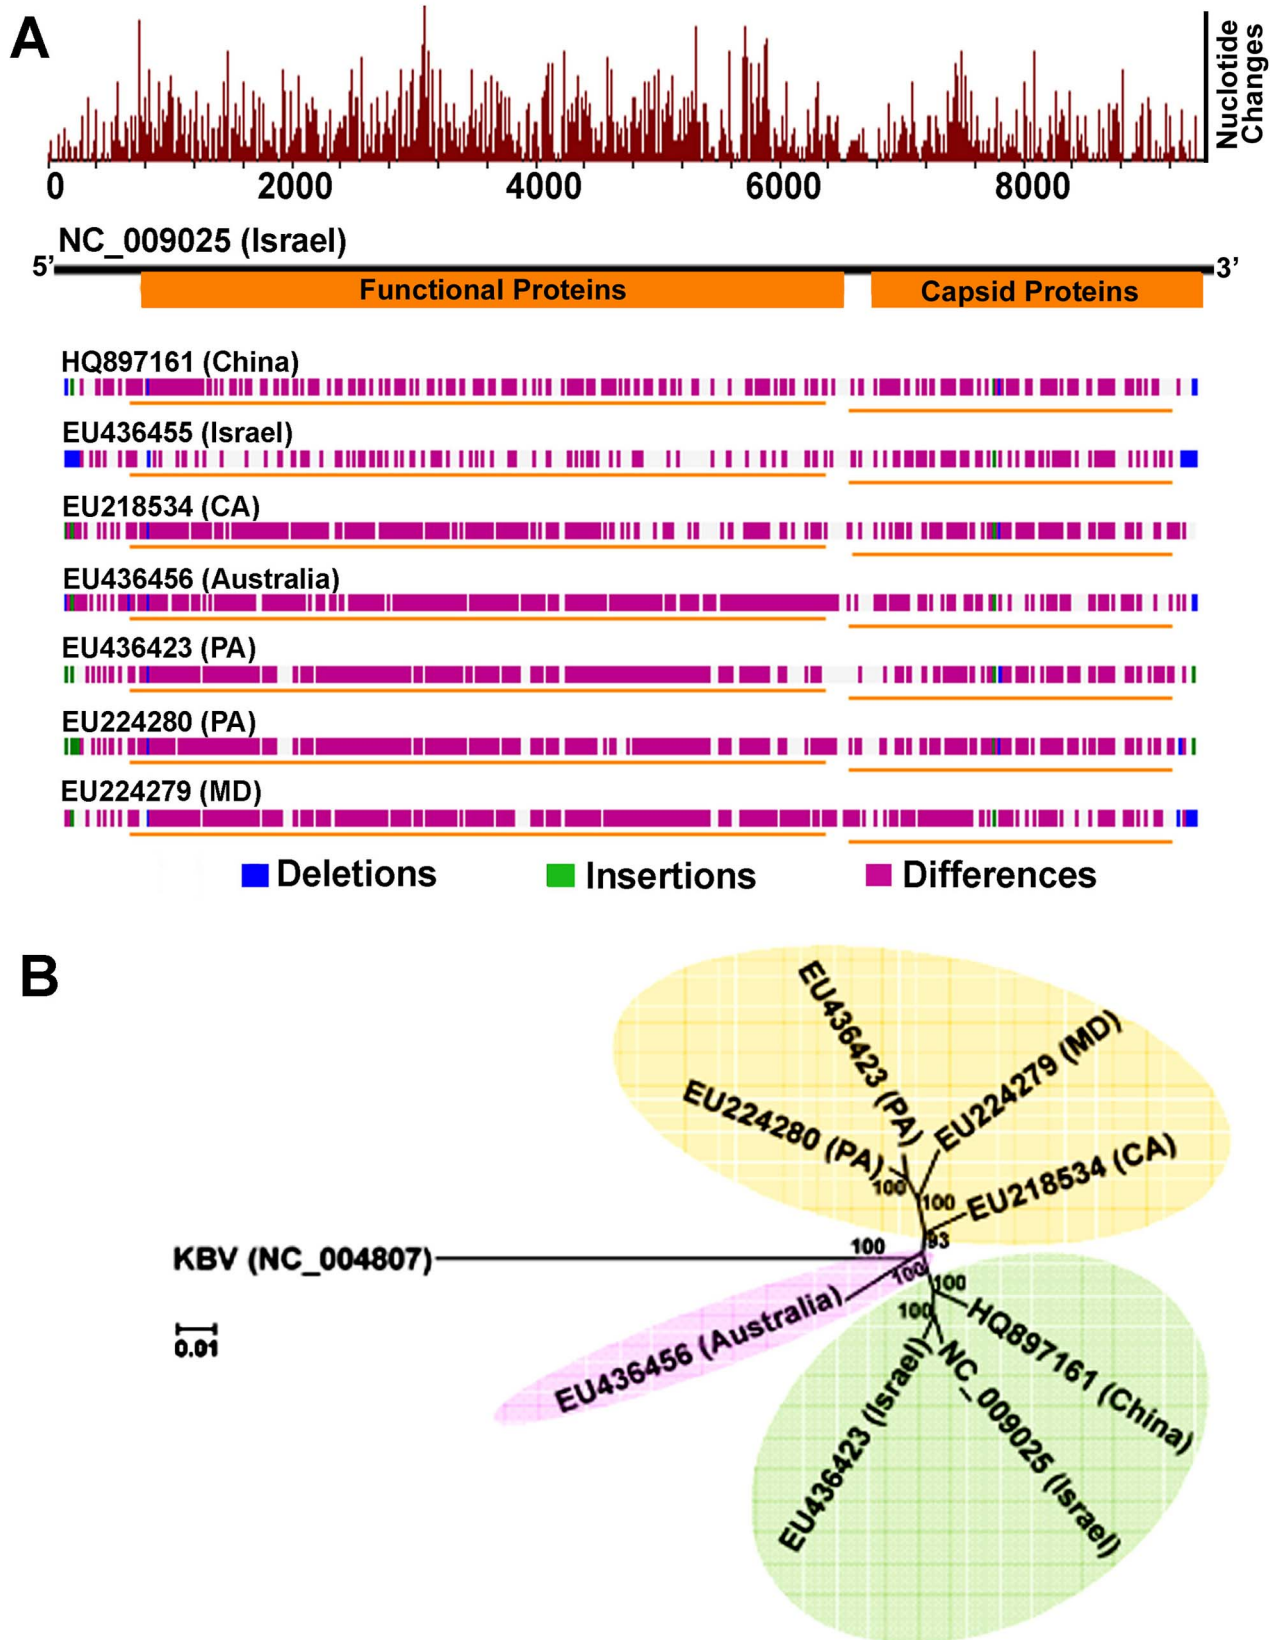 A
Nuclotide
Changes
0 2000 4000 6000 8000
NC_009025 (Israel)
5’ 3’
Functional Proteins Capsid Proteins
HQ897161 (China)
EU436455 (Israel)
EU218534 (CA)
EU436456 (Australia)
EU436423 (PA)
EU224280 (PA)
EU224279 (MD)
Deletions Insertions Differences
B
EU436423 (PA)
EU224279 (MD)
EU224280 (PA)
EU218534 (CA)
100
100
93
100
KBV (NC_004807)
100
100
100
EU436456 (Australia)
HQ897161 (China)
NC_009025 (Israel)
EU436423 (Israel)
0.01